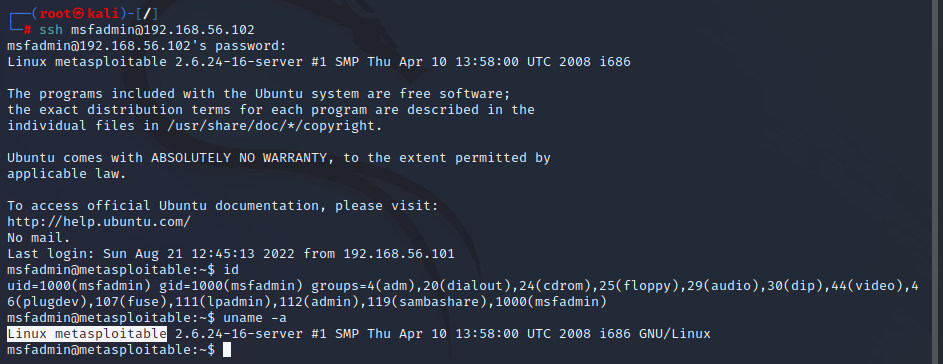 ┌──(root㉿kali)-[/]
└─# ssh msfadmin@192.168.56.102
msfadmin@192.168.56.102's password:
Linux metasploitable 2.6.24-16-server #1 SMP Thu Apr 10 13:58:00 UTC 2008 i686
The programs included with the Ubuntu system are free software;
the exact distribution terms for each program are described in the
individual files in /usr/share/doc/*/copyright.
Ubuntu comes with ABSOLUTELY NO WARRANTY, to the extent permitted by
applicable law.
To access official Ubuntu documentation, please visit:
http://help.ubuntu.com/
No mail.
Last login: Sun Aug 21 12:45:13 2022 from 192.168.56.101
msfadmin@metasploitable:~$ id
uid=1000(msfadmin) gid=1000(msfadmin) groups=4(adm),20(dialout),24(cdrom),25(floppy),29(audio),30(dip),44(video),4
6(plugdev),107(fuse),111(lpadmin),112(admin),119(sambashare),1000(msfadmin)
msfadmin@metasploitable:~$ uname -a
Linux metasploitable 2.6.24-16-server #1 SMP Thu Apr 10 13:58:00 UTC 2008 i686 GNU/Linux
msfadmin@metasploitable:~$